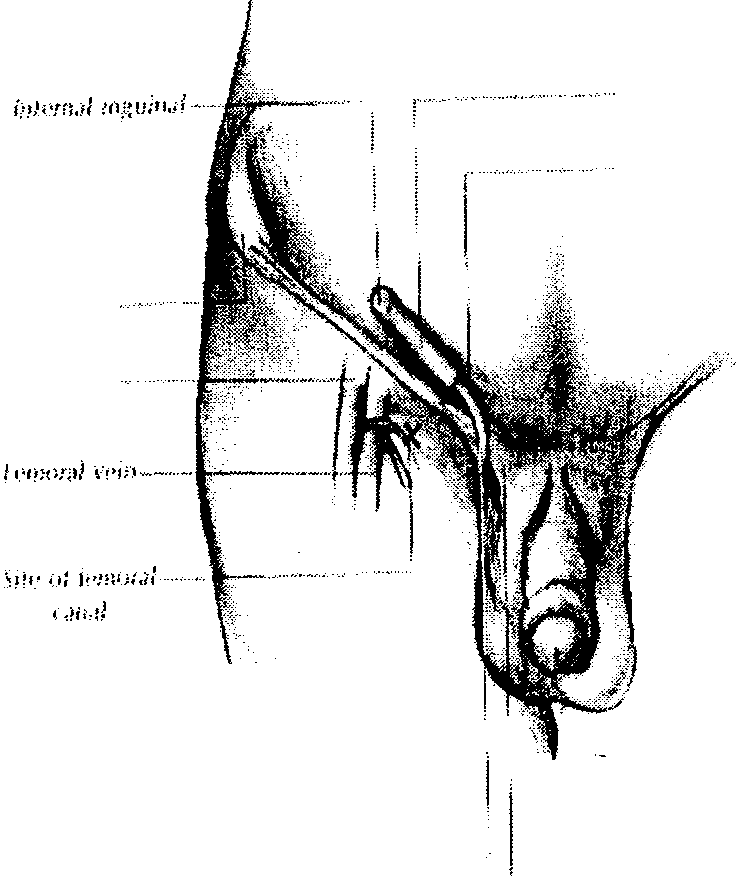 Internal inguinal
Femoral vein
Site of femoral
canal